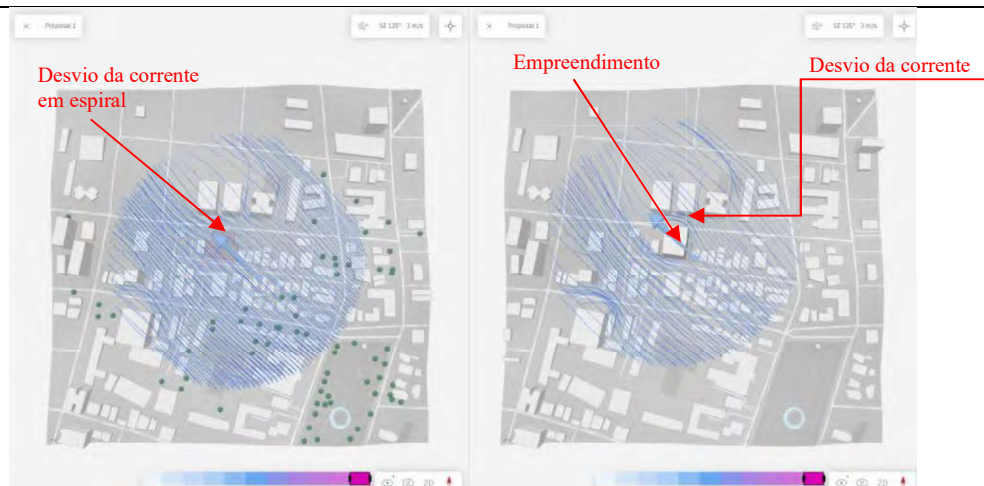 Proposal 1
SE 135° 3 m/s
Proposal 1
SE 135° 3 m/s
Desvio da corrente
em espiral
Empreendimento
Desvio da corrente
2D
2D